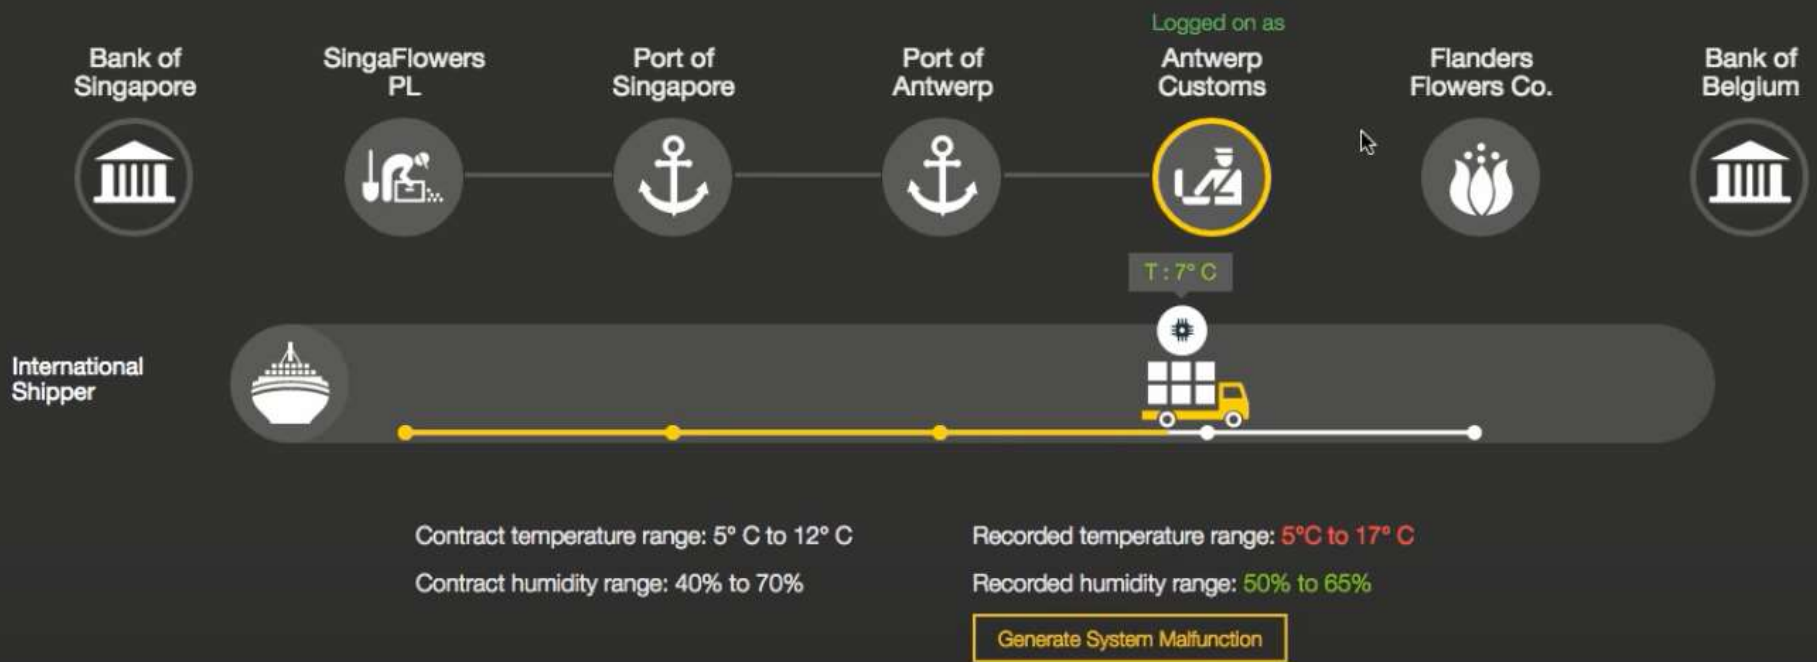 Logged on as
Bank of
Singapore
SingaFlowers
PL
Port of
Singapore
Port of
Antwerp
Antwerp
Customs
Flanders
Flowers Co.
Bank of
Belgium
T : 7° C
International
Shipper
Contract temperature range: 5° C to 12° C
Recorded temperature range: 5°C to 17° C
Contract humidity range: 40% to 70%
Recorded humidity range: 50% to 65%
Generate System Malfunction